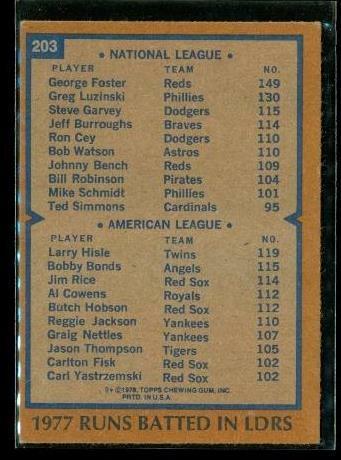 203
• NATIONAL LEAGUE •
PLAYER TEAM NO.
George Foster Reds 149
Greg Luzinski Phillies 130
Steve Garvey Dodgers 115
Jeff Burroughs Braves 114
Ron Cey Dodgers 110
Bob Watson Astros 110
Johnny Bench Reds 109
Bill Robinson Pirates 104
Mike Schmidt Phillies 101
Ted Simmons Cardinals 95
• AMERICAN LEAGUE •
PLAYER TEAM NO.
Larry Hisle Twins 119
Bobby Bonds Angels 115
Jim Rice Red Sox 114
Al Cowens Royals 112
Butch Hobson Red Sox 112
Reggie Jackson Yankees 110
Graig Nettles Yankees 107
Jason Thompson Tigers 105
Carlton Fisk Red Sox 102
Carl Yastrzemski Red Sox 102
© 1978, TOPPS CHEWING GUM, INC.
PRTD. IN U.S.A.
1977 RUNS BATTED IN LDRS